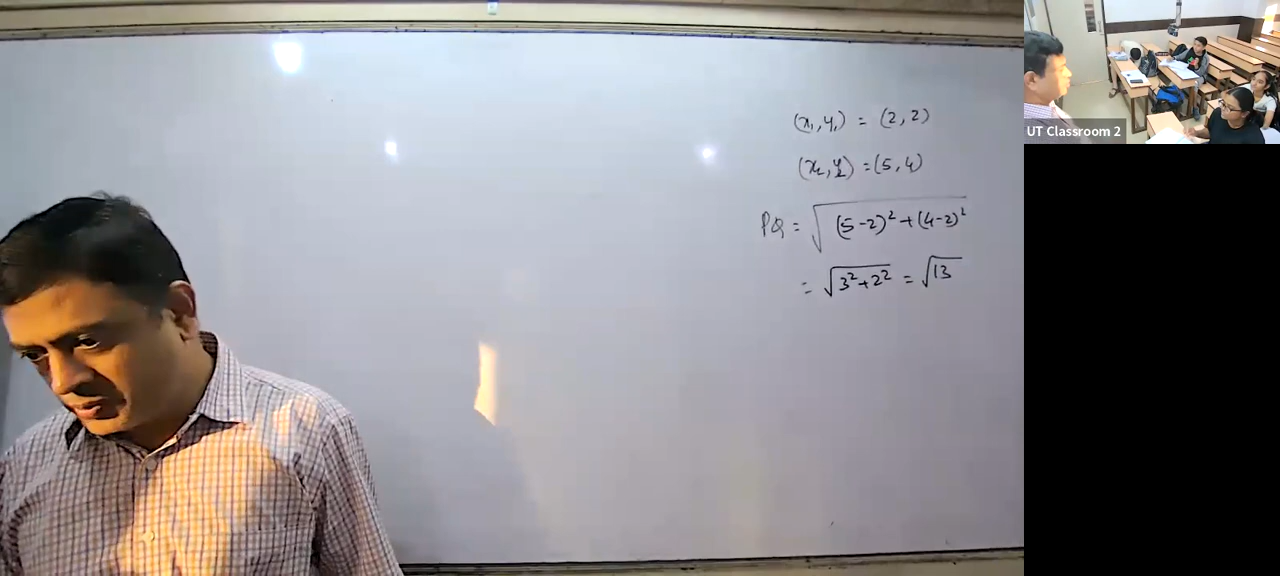 (x₁, y₁) = (2, 2)
(x₂, y₂) = (5, 4)
PQ = √((5-2)² + (4-2)²
= √(3²+2²) = √13
UT Classroom 2